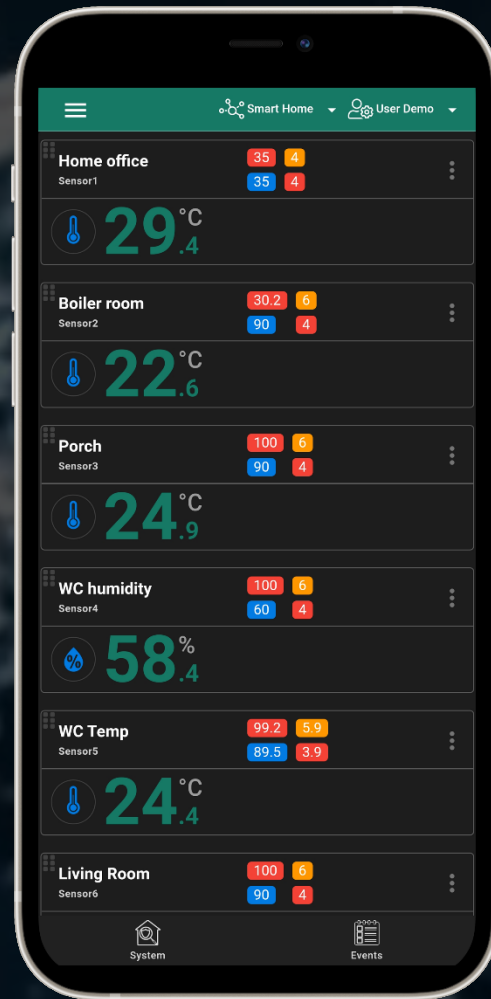 Smart Home User Demo
Home office 35 4
Sensor1 35 4
29.4 °C
Boiler room 30.2 6
Sensor2 90 4
22.6 °C
Porch 100 6
Sensor3 90 4
24.9 °C
WC humidity 100 6
Sensor4 60 4
% 58.4 %
WC Temp 99.2 5.9
Sensor5 89.5 3.9
24.4 °C
Living Room 100 6
Sensor6 90 4
System Events